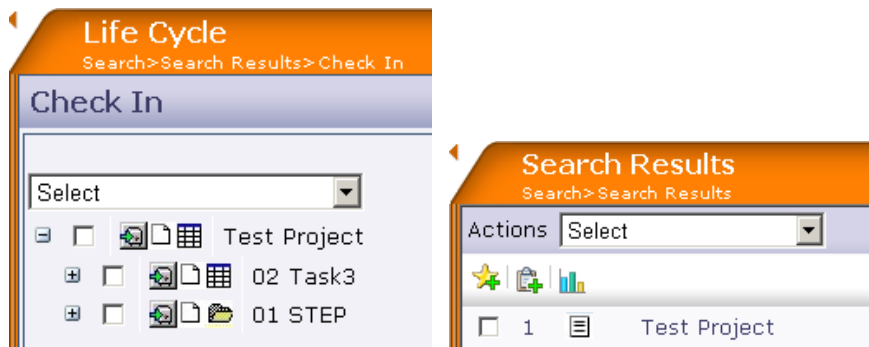 Life Cycle
Search>Search Results>Check In
Check In
Select
Test Project
02 Task3
01 STEP
Search Results
Search>Search Results
Actions Select
1 Test Project